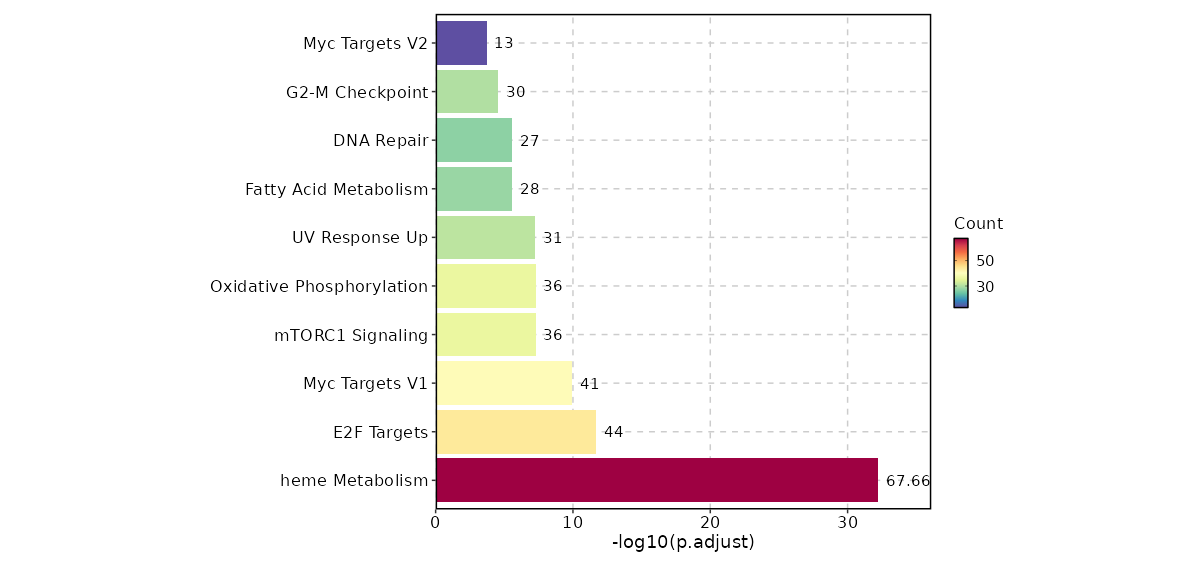 Myc Targets V2 13
G2-M Checkpoint 30
DNA Repair 27
Fatty Acid Metabolism 28
UV Response Up 31
Oxidative Phosphorylation 36
mTORC1 Signaling 36
Myc Targets V1 41
E2F Targets 44
heme Metabolism 67.66
0 10 20 30
-log10(p.adjust)
Count
50
30